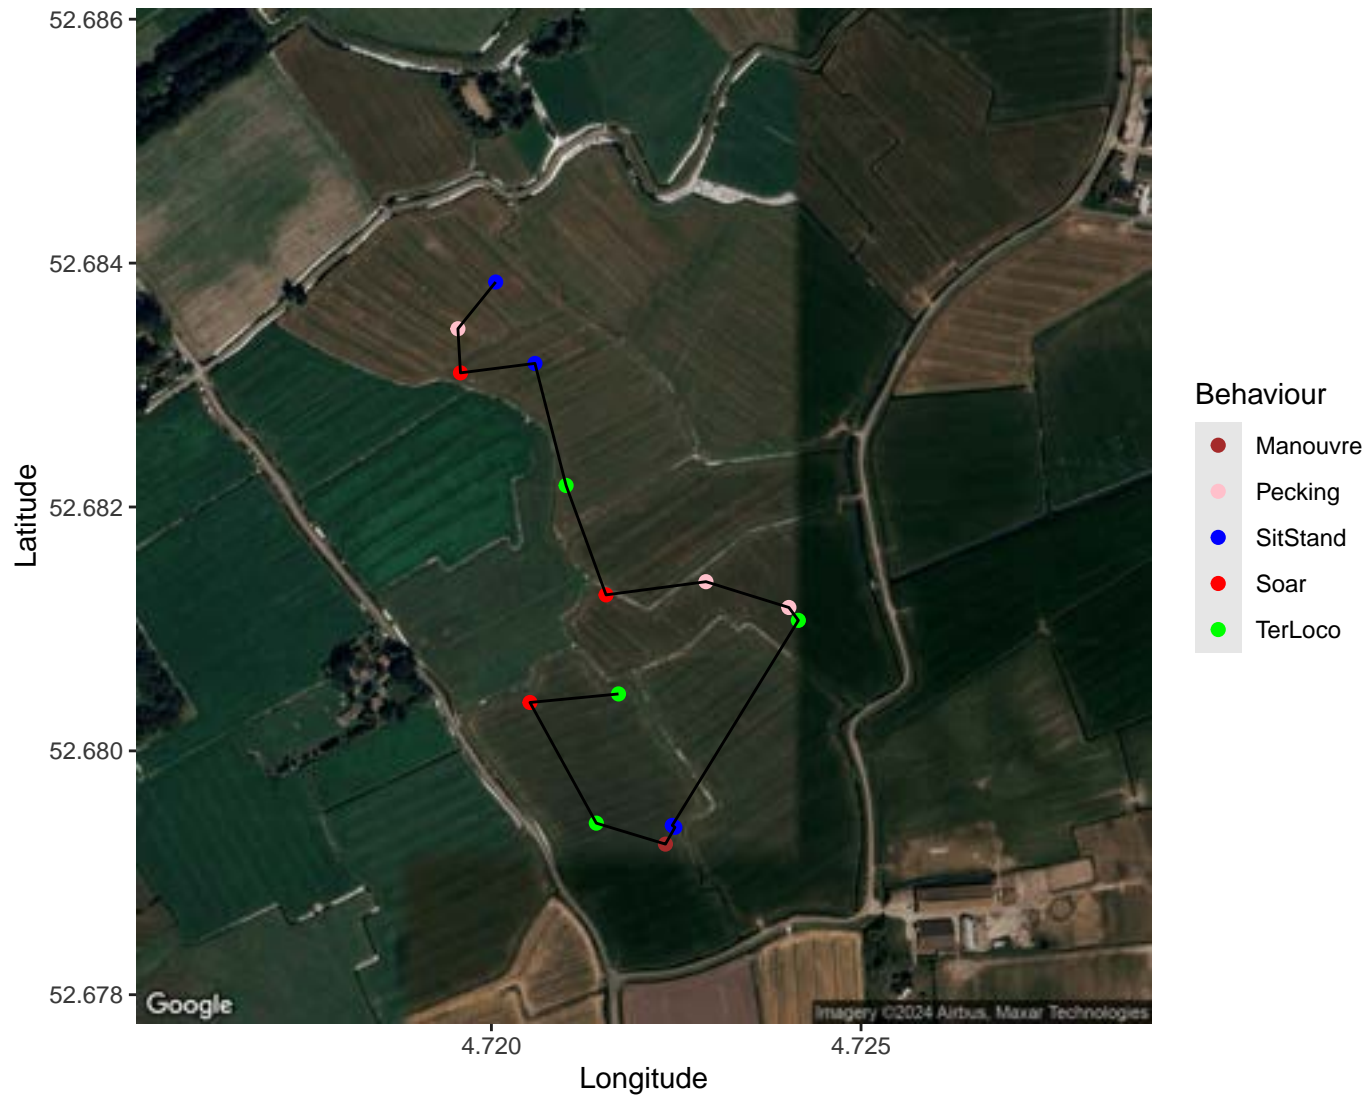 52.686
52.684
52.682
52.680
52.678
Latitude
4.720
4.725
Longitude
Google
Imagery ©2024 Airbus, Maxar Technologies
Behaviour
Manouvre
Pecking
SitStand
Soar
TerLoco